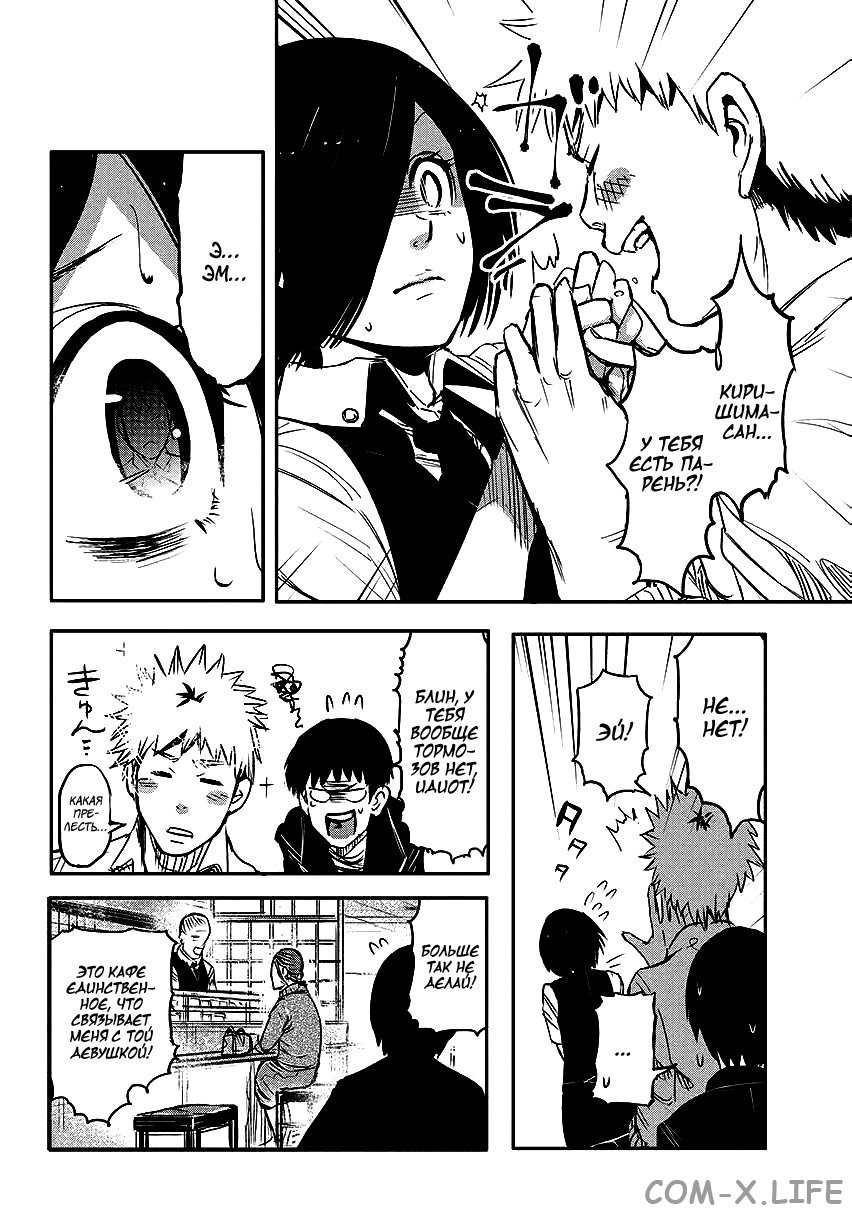 КИРИ-
ШИМА-
САН...
У ТЕБЯ
ЕСТЬ ПА-
РЕНЬ?!
Э...
ЭМ...
НЕ...
НЕТ!
ЭЙ!
...
БЛИН, У
ТЕБЯ
ВООБЩЕ
ТОРМО-
ЗОВ НЕТ,
ИДИОТ!
きゅん
КАКАЯ
ПРЕ-
ЛЕСТЬ...
БОЛЬШЕ
ТАК НЕ
ДЕЛАЙ!
ЭТО КАФЕ
ЕДИНСТВЕН-
НОЕ, ЧТО
СВЯЗЫВАЕТ
МЕНЯ С ТОЙ
ДЕВУШКОЙ!
COM-X.LIFE